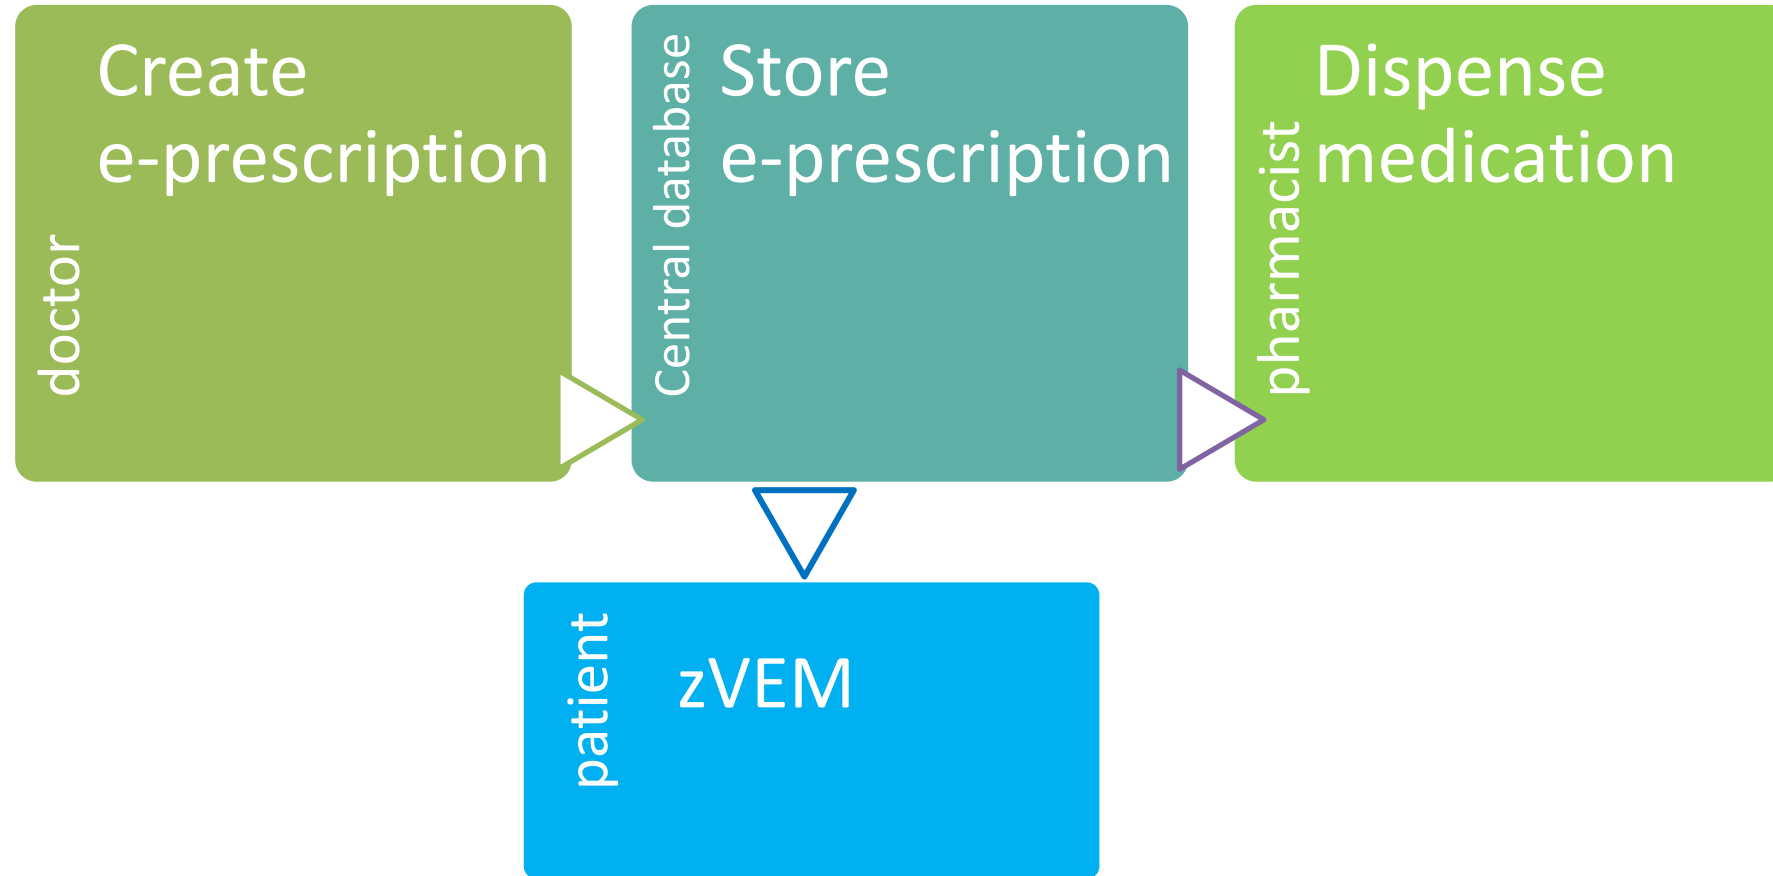 doctor
Create
e-prescription
Central database
Store
e-prescription
pharmacist
Dispense
medication
patient
zVEM